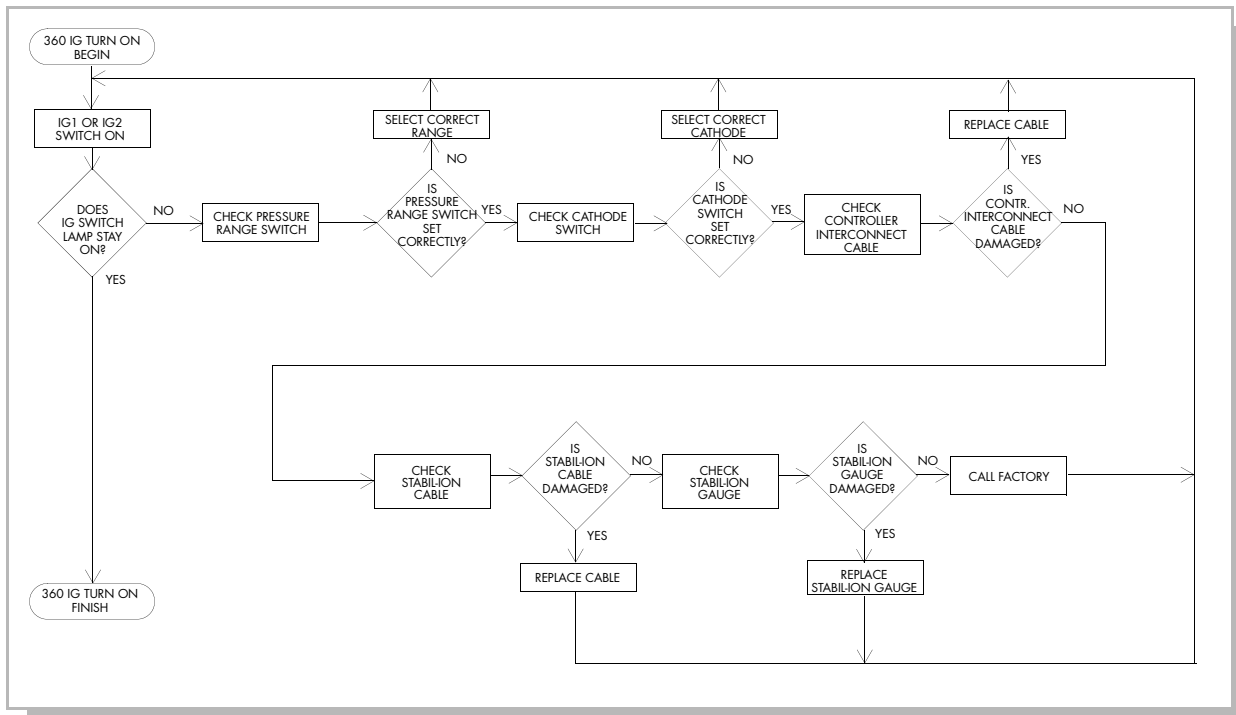 360 IG TURN ON
BEGIN
IG1 OR IG2
SWITCH ON
SELECT CORRECT
RANGE
SELECT CORRECT
CATHODE
REPLACE CABLE
NO
NO
YES
DOES
IG SWITCH
LAMP STAY
ON?
NO
YES
CHECK PRESSURE
RANGE SWITCH
IS
PRESSURE
RANGE SWITCH
SET
CORRECTLY?
YES
CHECK CATHODE
SWITCH
IS
CATHODE
SWITCH
SET
CORRECTLY?
YES
CHECK
CONTROLLER
INTERCONNECT
CABLE
IS
CONTR.
INTERCONNECT
CABLE
DAMAGED?
NO
CHECK
STABIL-ION
CABLE
IS
STABIL-ION
CABLE
DAMAGED?
NO
YES
CHECK
STABIL-ION
GAUGE
IS
STABIL-ION
GAUGE
DAMAGED?
NO
YES
CALL FACTORY
REPLACE CABLE
REPLACE
STABIL-ION GAUGE
360 IG TURN ON
FINISH